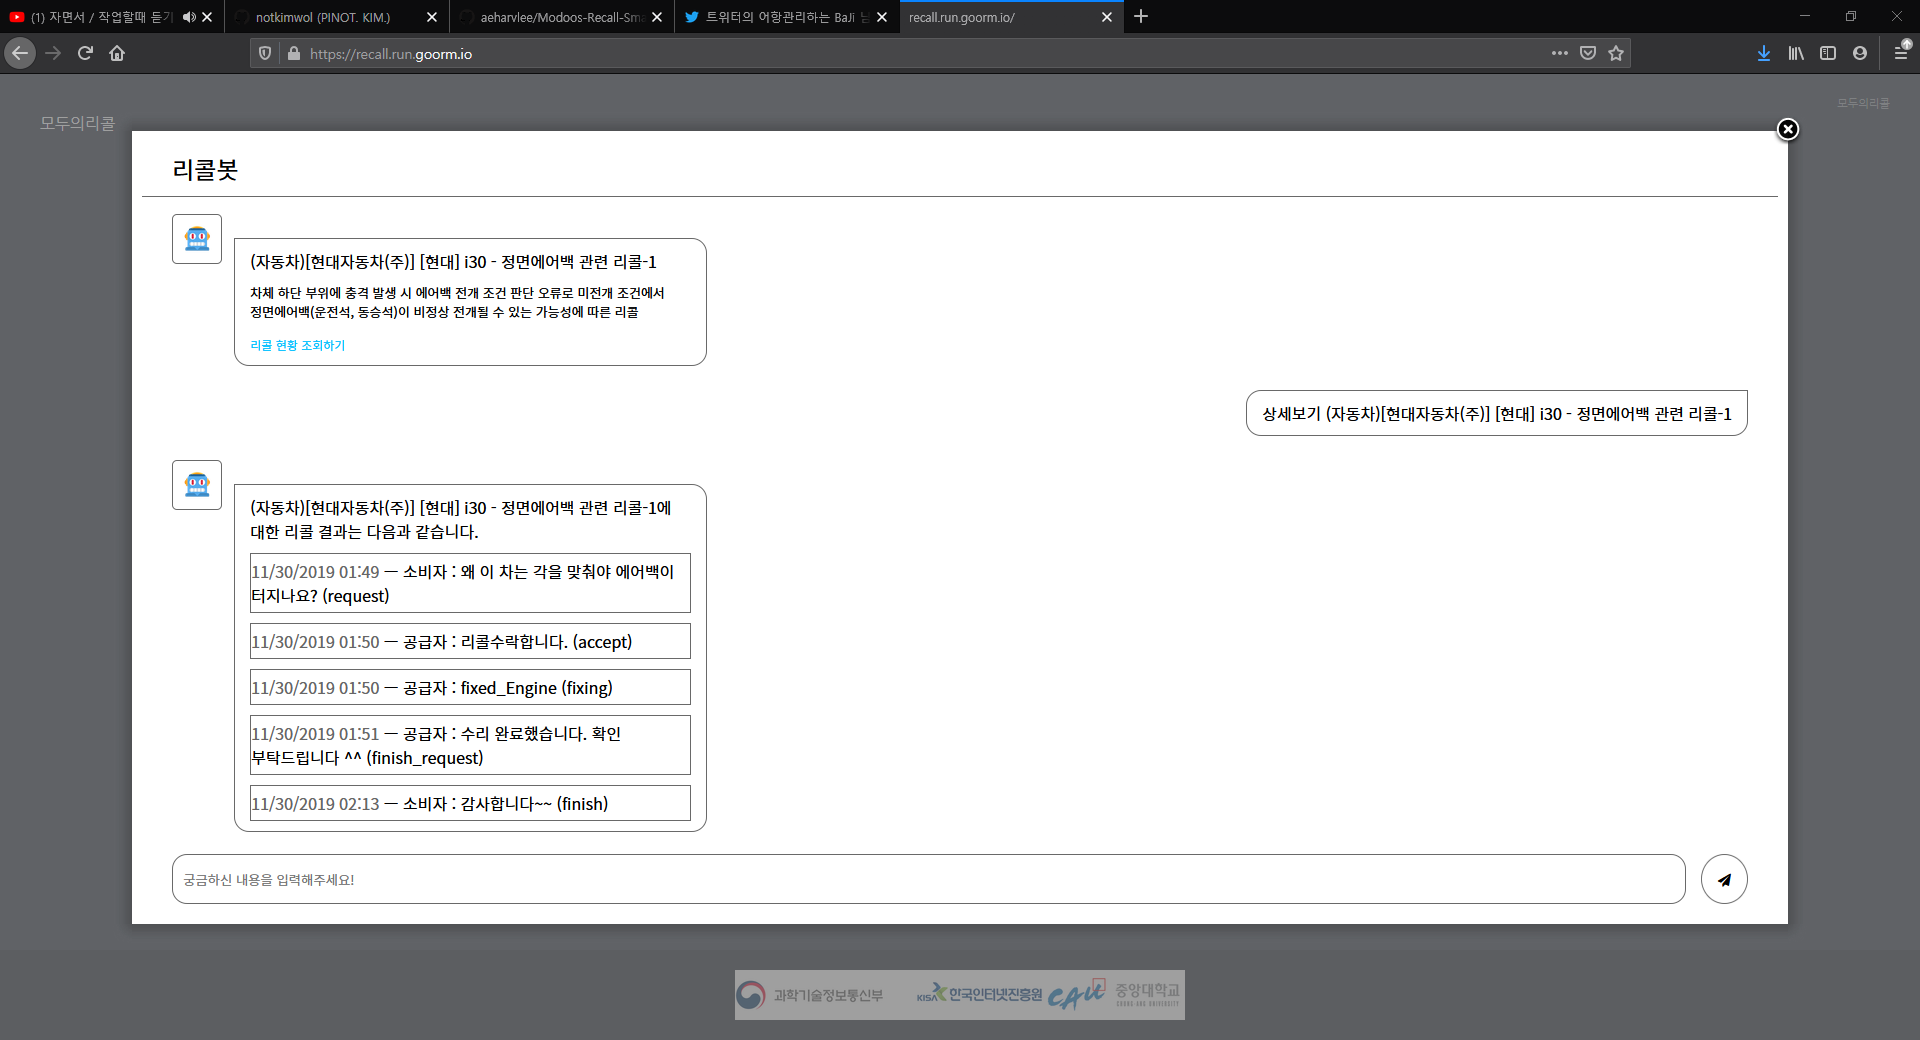 (1) 자면서 / 작업할때 듣기
notkimwol (PINOT. KIM.)
aeharvlee/Modoos-Recall-Sma
트위터의 어항관리하는 BaJi 님
recall.run.goorm.io/
https://recall.run.goorm.io
모두의리콜
모두의리콜
리콜봇
(자동차)[현대자동차(주)] [현대] i30 - 정면에어백 관련 리콜-1
차체 하단 부위에 충격 발생 시 에어백 전개 조건 판단 오류로 미전개 조건에서
정면에어백(운전석, 동승석)이 비정상 전개될 수 있는 가능성에 따른 리콜
리콜 현황 조회하기
상세보기 (자동차)[현대자동차(주)] [현대] i30 - 정면에어백 관련 리콜-1
(자동차)[현대자동차(주)] [현대] i30 - 정면에어백 관련 리콜-1에
대한 리콜 결과는 다음과 같습니다.
11/30/2019 01:49 ─ 소비자 : 왜 이 차는 각을 맞춰야 에어백이
터지나요? (request)
11/30/2019 01:50 ─ 공급자 : 리콜수락합니다. (accept)
11/30/2019 01:50 ─ 공급자 : fixed_Engine (fixing)
11/30/2019 01:51 ─ 공급자 : 수리 완료했습니다. 확인
부탁드립니다 ^^ (finish_request)
11/30/2019 02:13 ─ 소비자 : 감사합니다~~ (finish)
궁금하신 내용을 입력해주세요!
과학기술정보통신부
KISA 한국인터넷진흥원
CAU 중앙대학교
CHUNG-ANG UNIVERSITY